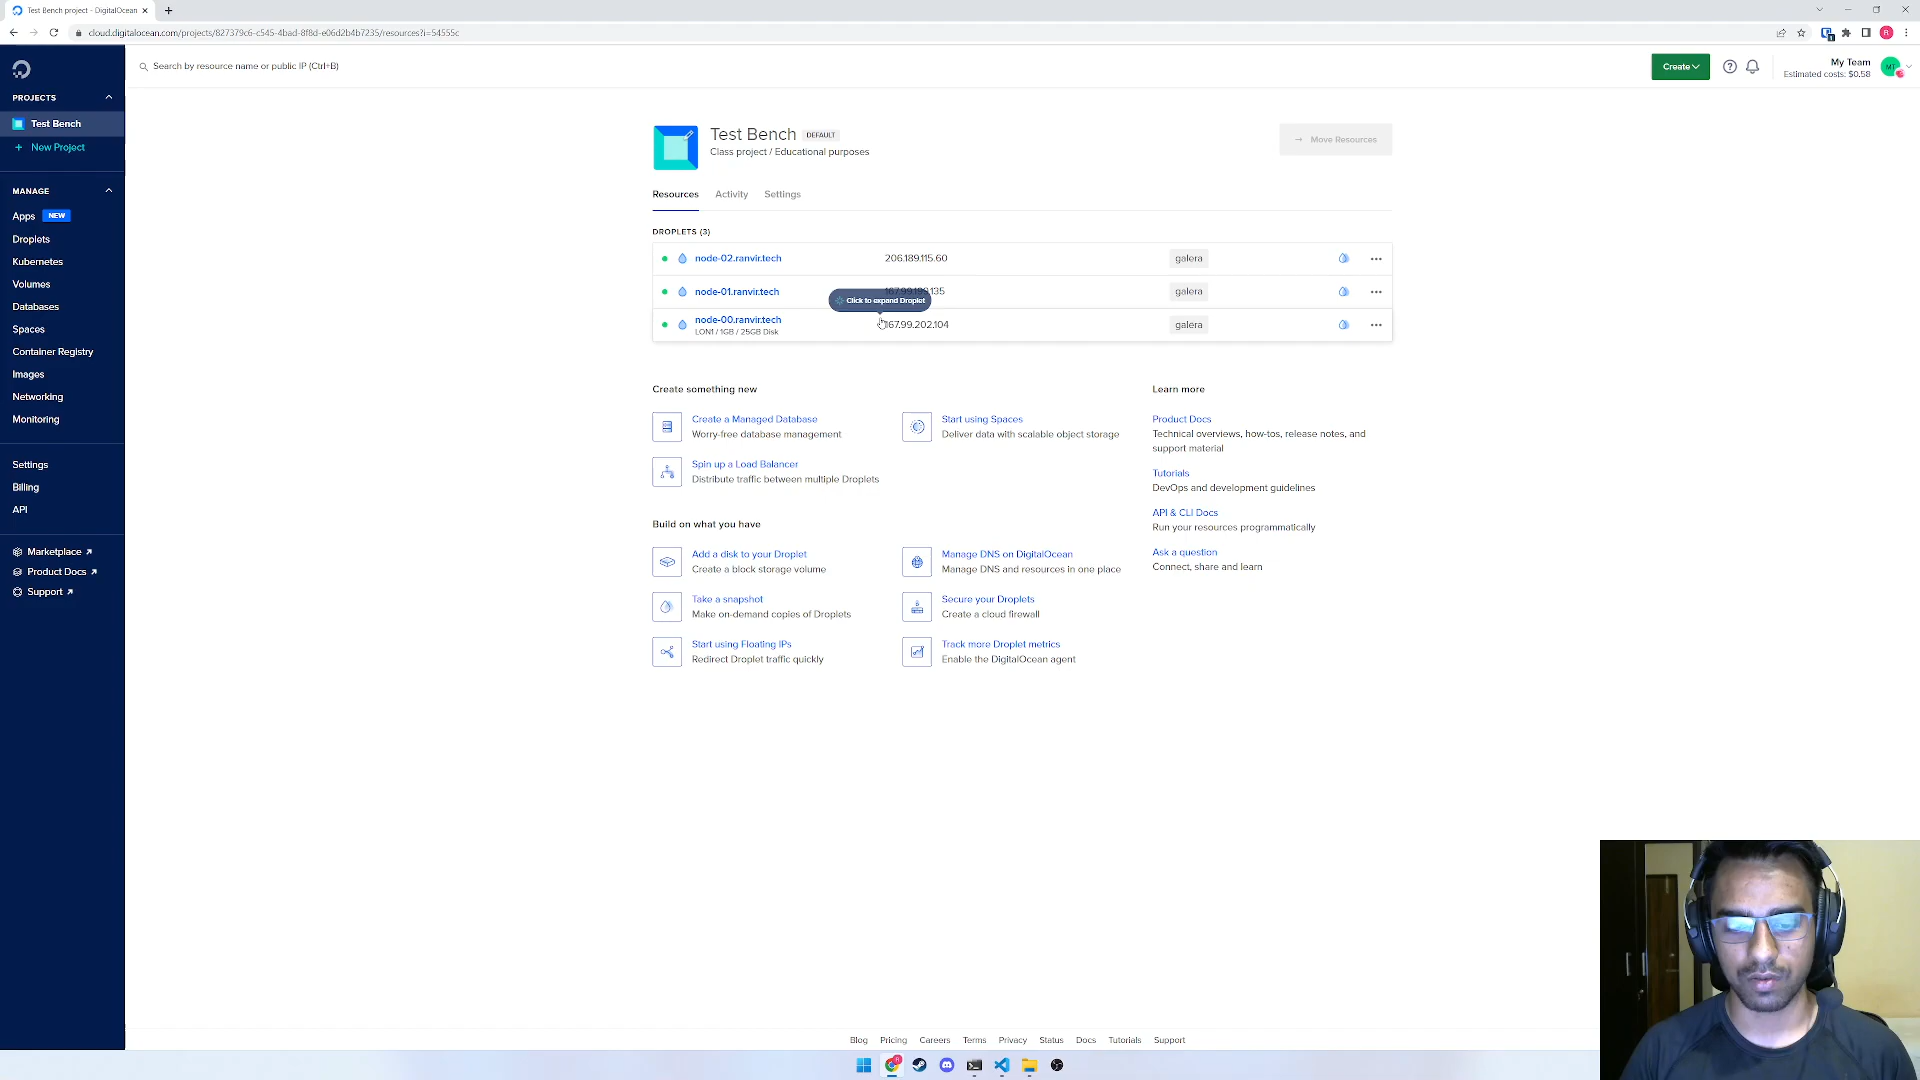 Test Bench project - DigitalOcean
cloud.digitalocean.com/projects/827379c6-c545-4bad-8f8d-e06d2b4b7235/resources?i=54555c
R
Search by resource name or public IP (Ctrl+B)
Create
My Team
Estimated costs: $0.58
MT
PROJECTS
Test Bench
+ New Project
MANAGE
Apps NEW
Droplets
Kubernetes
Volumes
Databases
Spaces
Container Registry
Images
Networking
Monitoring
Settings
Billing
API
Marketplace
Product Docs
Support
Test Bench DEFAULT
Class project / Educational purposes
Move Resources
Resources Activity Settings
DROPLETS (3)
node-02.ranvir.tech 206.189.115.60 galera
node-01.ranvir.tech galera
Click to expand Droplet
node-00.ranvir.tech 167.99.202.104 galera
LON1 / 1GB / 25GB Disk
Create something new
Create a Managed Database
Worry-free database management
Start using Spaces
Deliver data with scalable object storage
Spin up a Load Balancer
Distribute traffic between multiple Droplets
Build on what you have
Add a disk to your Droplet
Create a block storage volume
Manage DNS on DigitalOcean
Manage DNS and resources in one place
Take a snapshot
Make on-demand copies of Droplets
Secure your Droplets
Create a cloud firewall
Start using Floating IPs
Redirect Droplet traffic quickly
Track more Droplet metrics
Enable the DigitalOcean agent
Learn more
Product Docs
Technical overviews, how-tos, release notes, and
support material
Tutorials
DevOps and development guidelines
API & CLI Docs
Run your resources programmatically
Ask a question
Connect, share and learn
Blog Pricing Careers Terms Privacy Status Docs Tutorials Support